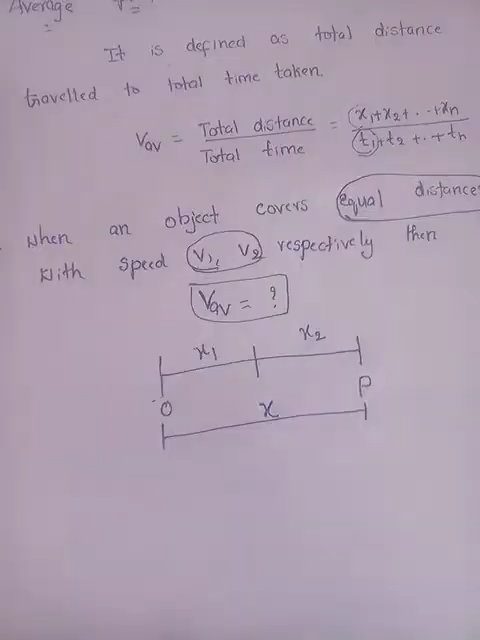 Average V=
It is defined as total distance
travelled to total time taken.
Vav = Total distance / Total time = x1+x2+...+xn / t1+t2+..+tn
When an object covers equal distance
With speed V1, V2 respectively then
Vav = ?
x1 x2
O P
x